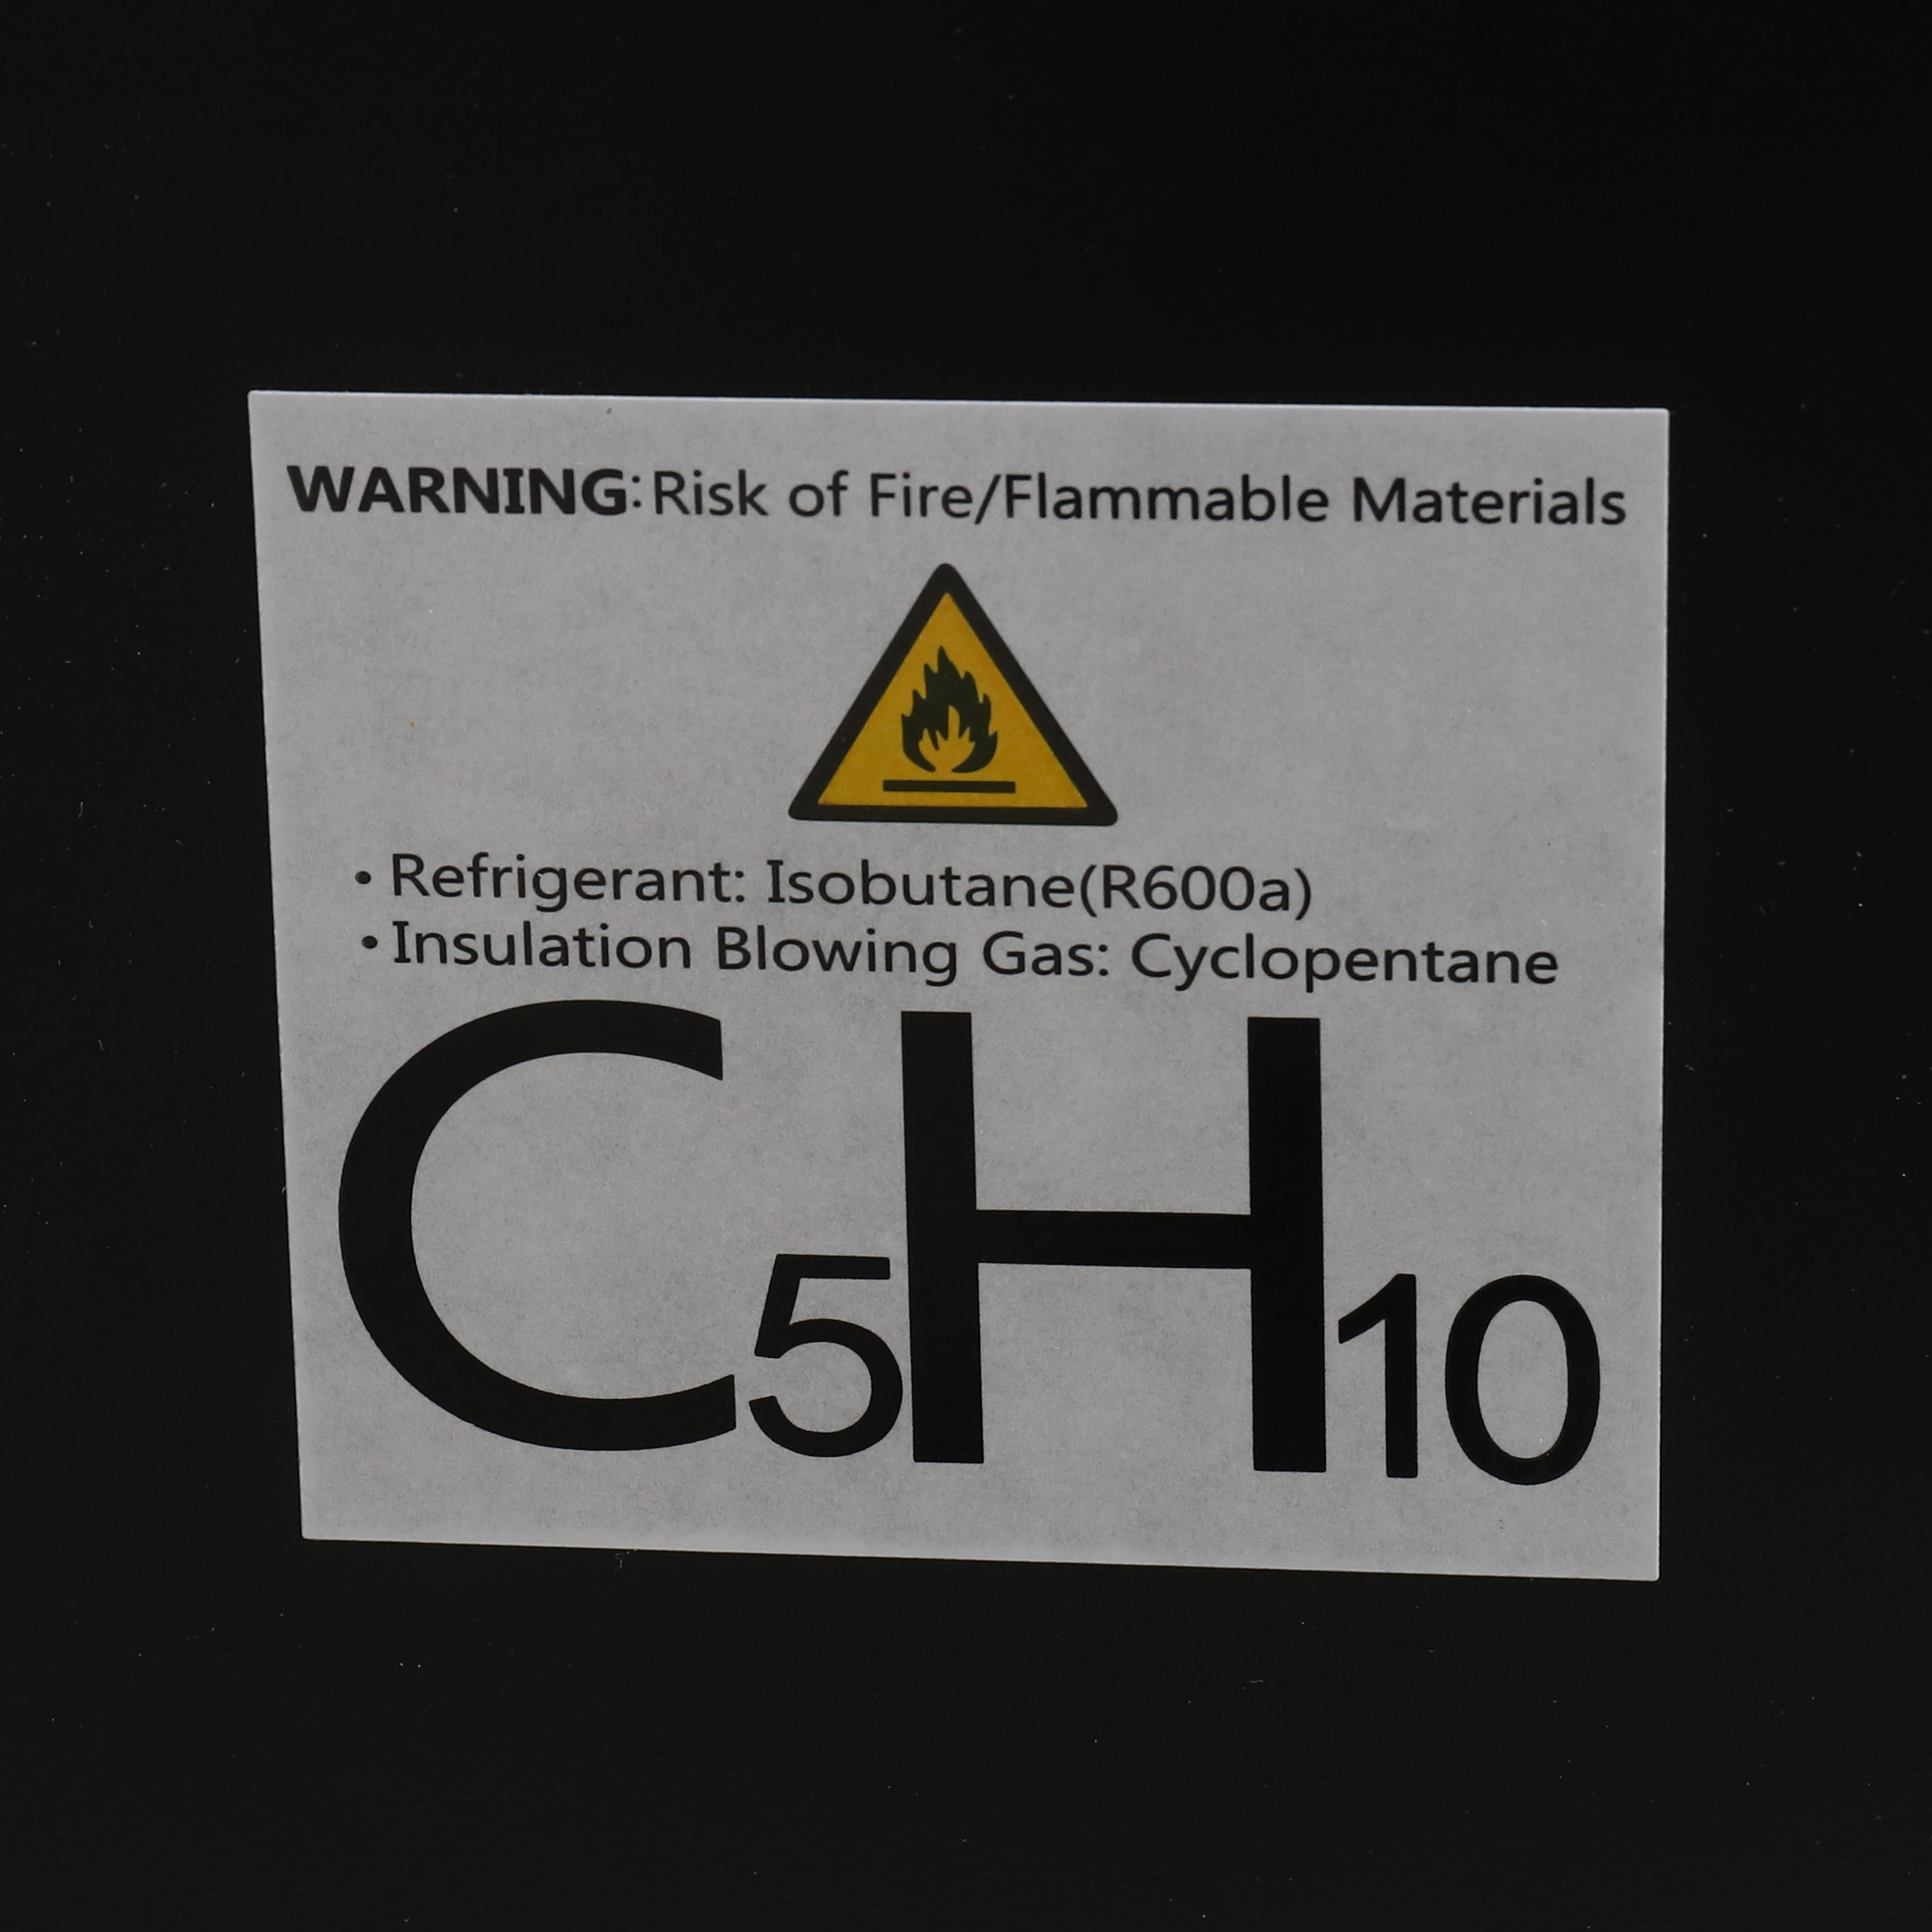 WARNING:Risk of Fire/Flammable Materials
• Refrigerant: Isobutane(R600a)
• Insulation Blowing Gas: Cyclopentane
C5H10